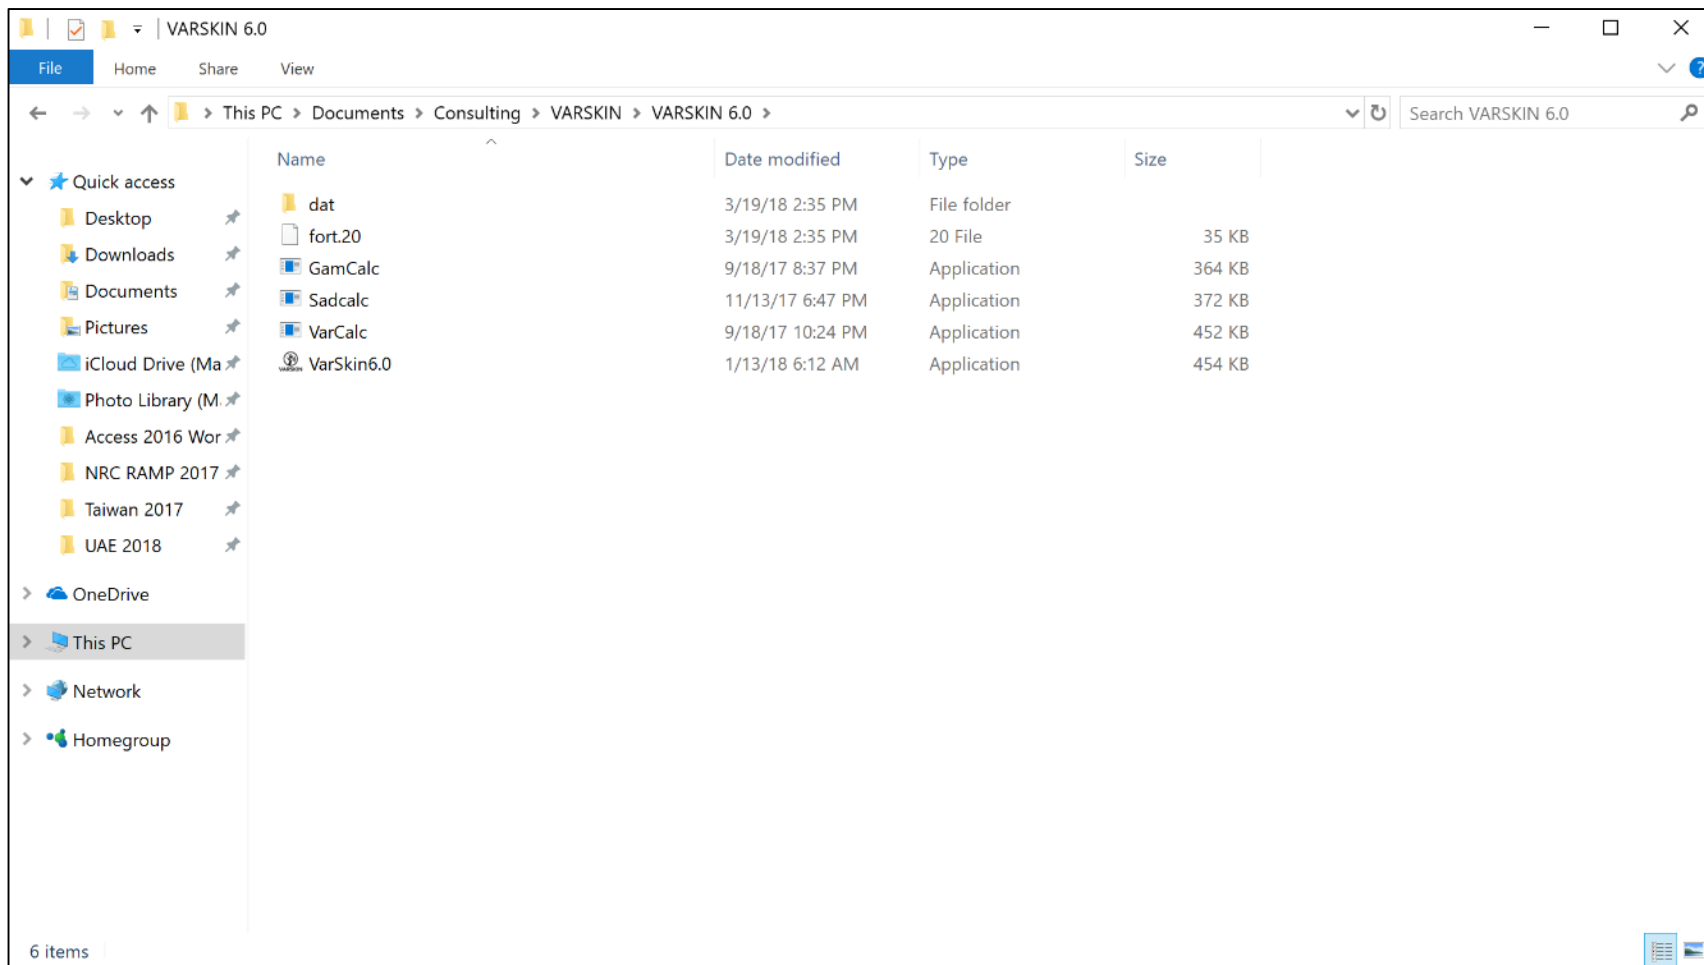 VARSKIN 6.0
File Home Share View ?
This PC Documents Consulting VARSKIN VARSKIN 6.0 Search VARSKIN 6.0
Name Date modified Type Size
Quick access
Desktop
Downloads
Documents
Pictures
iCloud Drive (Ma
Photo Library (M
Access 2016 Wor
NRC RAMP 2017
Taiwan 2017
UAE 2018
OneDrive
This PC
Network
Homegroup
dat 3/19/18 2:35 PM File folder
fort.20 3/19/18 2:35 PM 20 File 35 KB
GamCalc 9/18/17 8:37 PM Application 364 KB
Sadcalc 11/13/17 6:47 PM Application 372 KB
VarCalc 9/18/17 10:24 PM Application 452 KB
VarSkin6.0 1/13/18 6:12 AM Application 454 KB
6 items